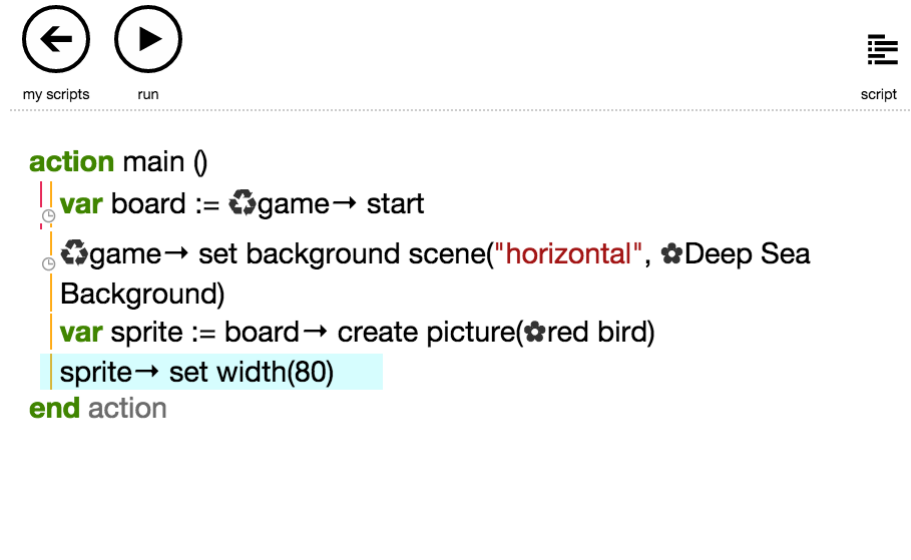 my scripts
run
script
action main ()
var board := ♻game→ start
♻game→ set background scene("horizontal", ✿Deep Sea
Background)
var sprite := board→ create picture(✿red bird)
sprite→ set width(80)
end action